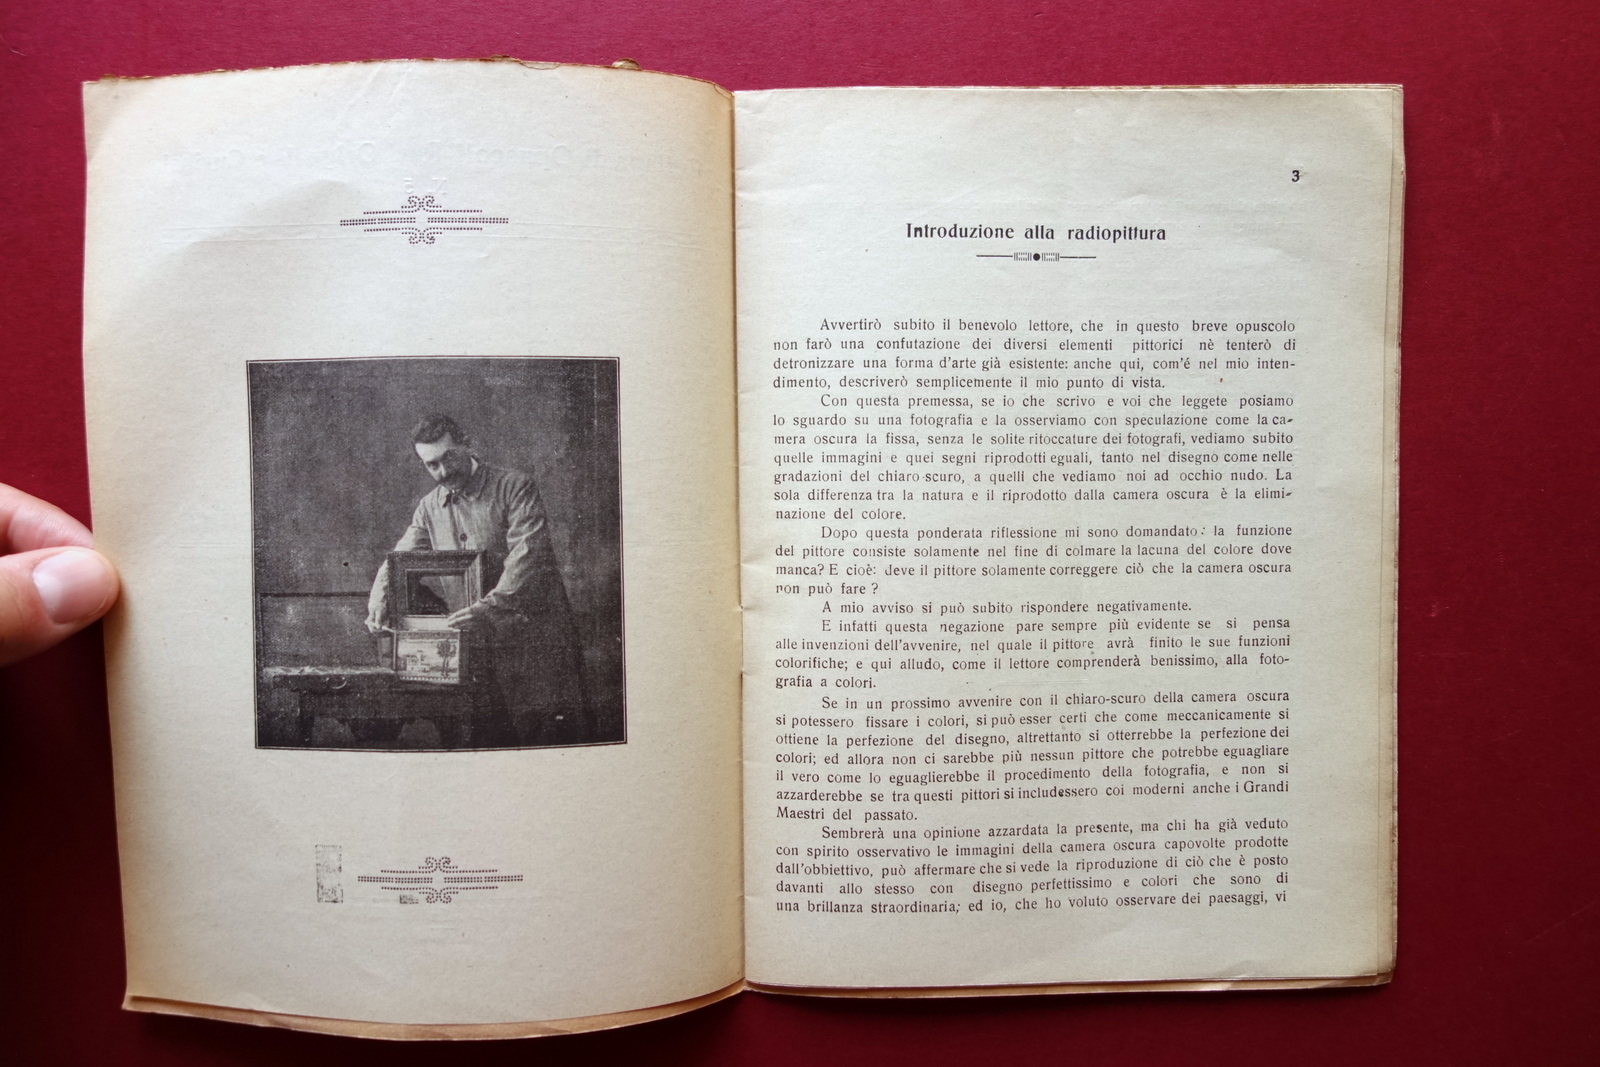 3
Introduzione alla radiopittura
Avvertirò subito il benevolo lettore, che in questo breve opuscolo
non farò una confutazione dei diversi elementi pittorici nè tenterò di
detronizzare una forma d'arte già esistente: anche qui, com'é nel mio inten-
dimento, descriverò semplicemente il mio punto di vista.
Con questa premessa, se io che scrivo e voi che leggete posiamo
lo sguardo su una fotografia e la osserviamo con speculazione come la ca-
mera oscura la fissa, senza le solite ritoccature dei fotografi, vediamo subito
quelle immagini e quei segni riprodotti eguali, tanto nel disegno come nelle
gradazioni del chiaro-scuro, a quelli che vediamo noi ad occhio nudo. La
sola differenza tra la natura e il riprodotto dalla camera oscura è la elimi-
nazione del colore.
Dopo questa ponderata riflessione mi sono domandato: la funzione
del pittore consiste solamente nel fine di colmare la lacuna del colore dove
manca? E cioè: deve il pittore solamente correggere ciò che la camera oscura
non può fare ?
A mio avviso si può subito rispondere negativamente.
E infatti questa negazione pare sempre più evidente se si pensa
alle invenzioni dell'avvenire, nel quale il pittore avrà finito le sue funzioni
colorifiche; e qui alludo, come il lettore comprenderà benissimo, alla foto-
grafia a colori.
Se in un prossimo avvenire con il chiaro-scuro della camera oscura
si potessero fissare i colori, si può esser certi che come meccanicamente si
ottiene la perfezione del disegno, altrettanto si otterrebbe la perfezione dei
colori; ed allora non ci sarebbe più nessun pittore che potrebbe eguagliare
il vero come lo eguaglierebbe il procedimento della fotografia, e non si
azzarderebbe se tra questi pittori si includessero coi moderni anche i Grandi
Maestri del passato.
Sembrerà una opinione azzardata la presente, ma chi ha già veduto
con spirito osservativo le immagini della camera oscura capovolte prodotte
dall'obbiettivo, può affermare che si vede la riproduzione di ciò che è posto
davanti allo stesso con disegno perfettissimo e colori che sono di
una brillanza straordinaria; ed io, che ho voluto osservare dei paesaggi, vi